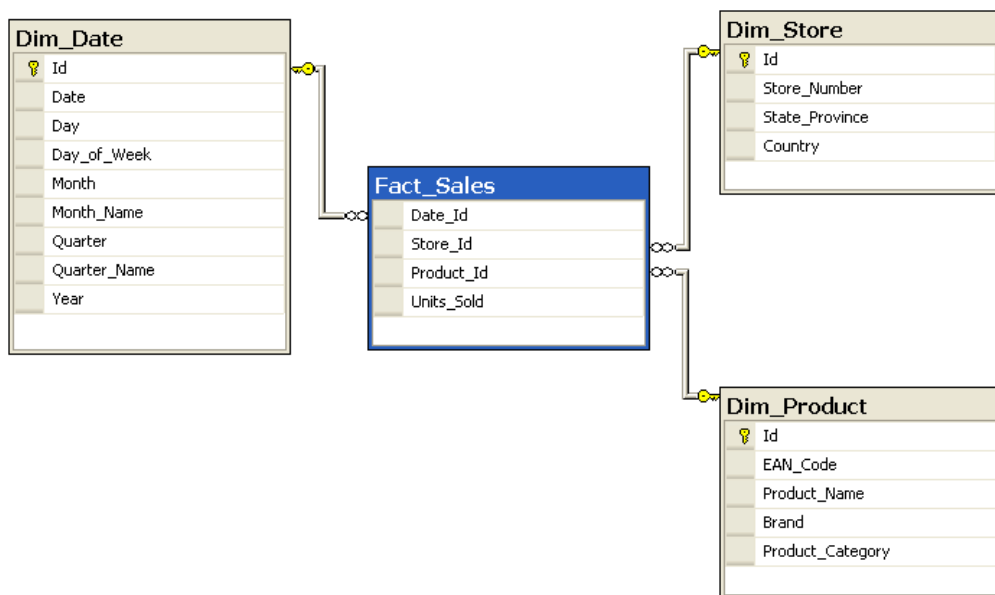 Dim_Date
Id
Date
Day
Day_of_Week
Month
Month_Name
Quarter
Quarter_Name
Year
Fact_Sales
Date_Id
Store_Id
Product_Id
Units_Sold
Dim_Store
Id
Store_Number
State_Province
Country
Dim_Product
Id
EAN_Code
Product_Name
Brand
Product_Category